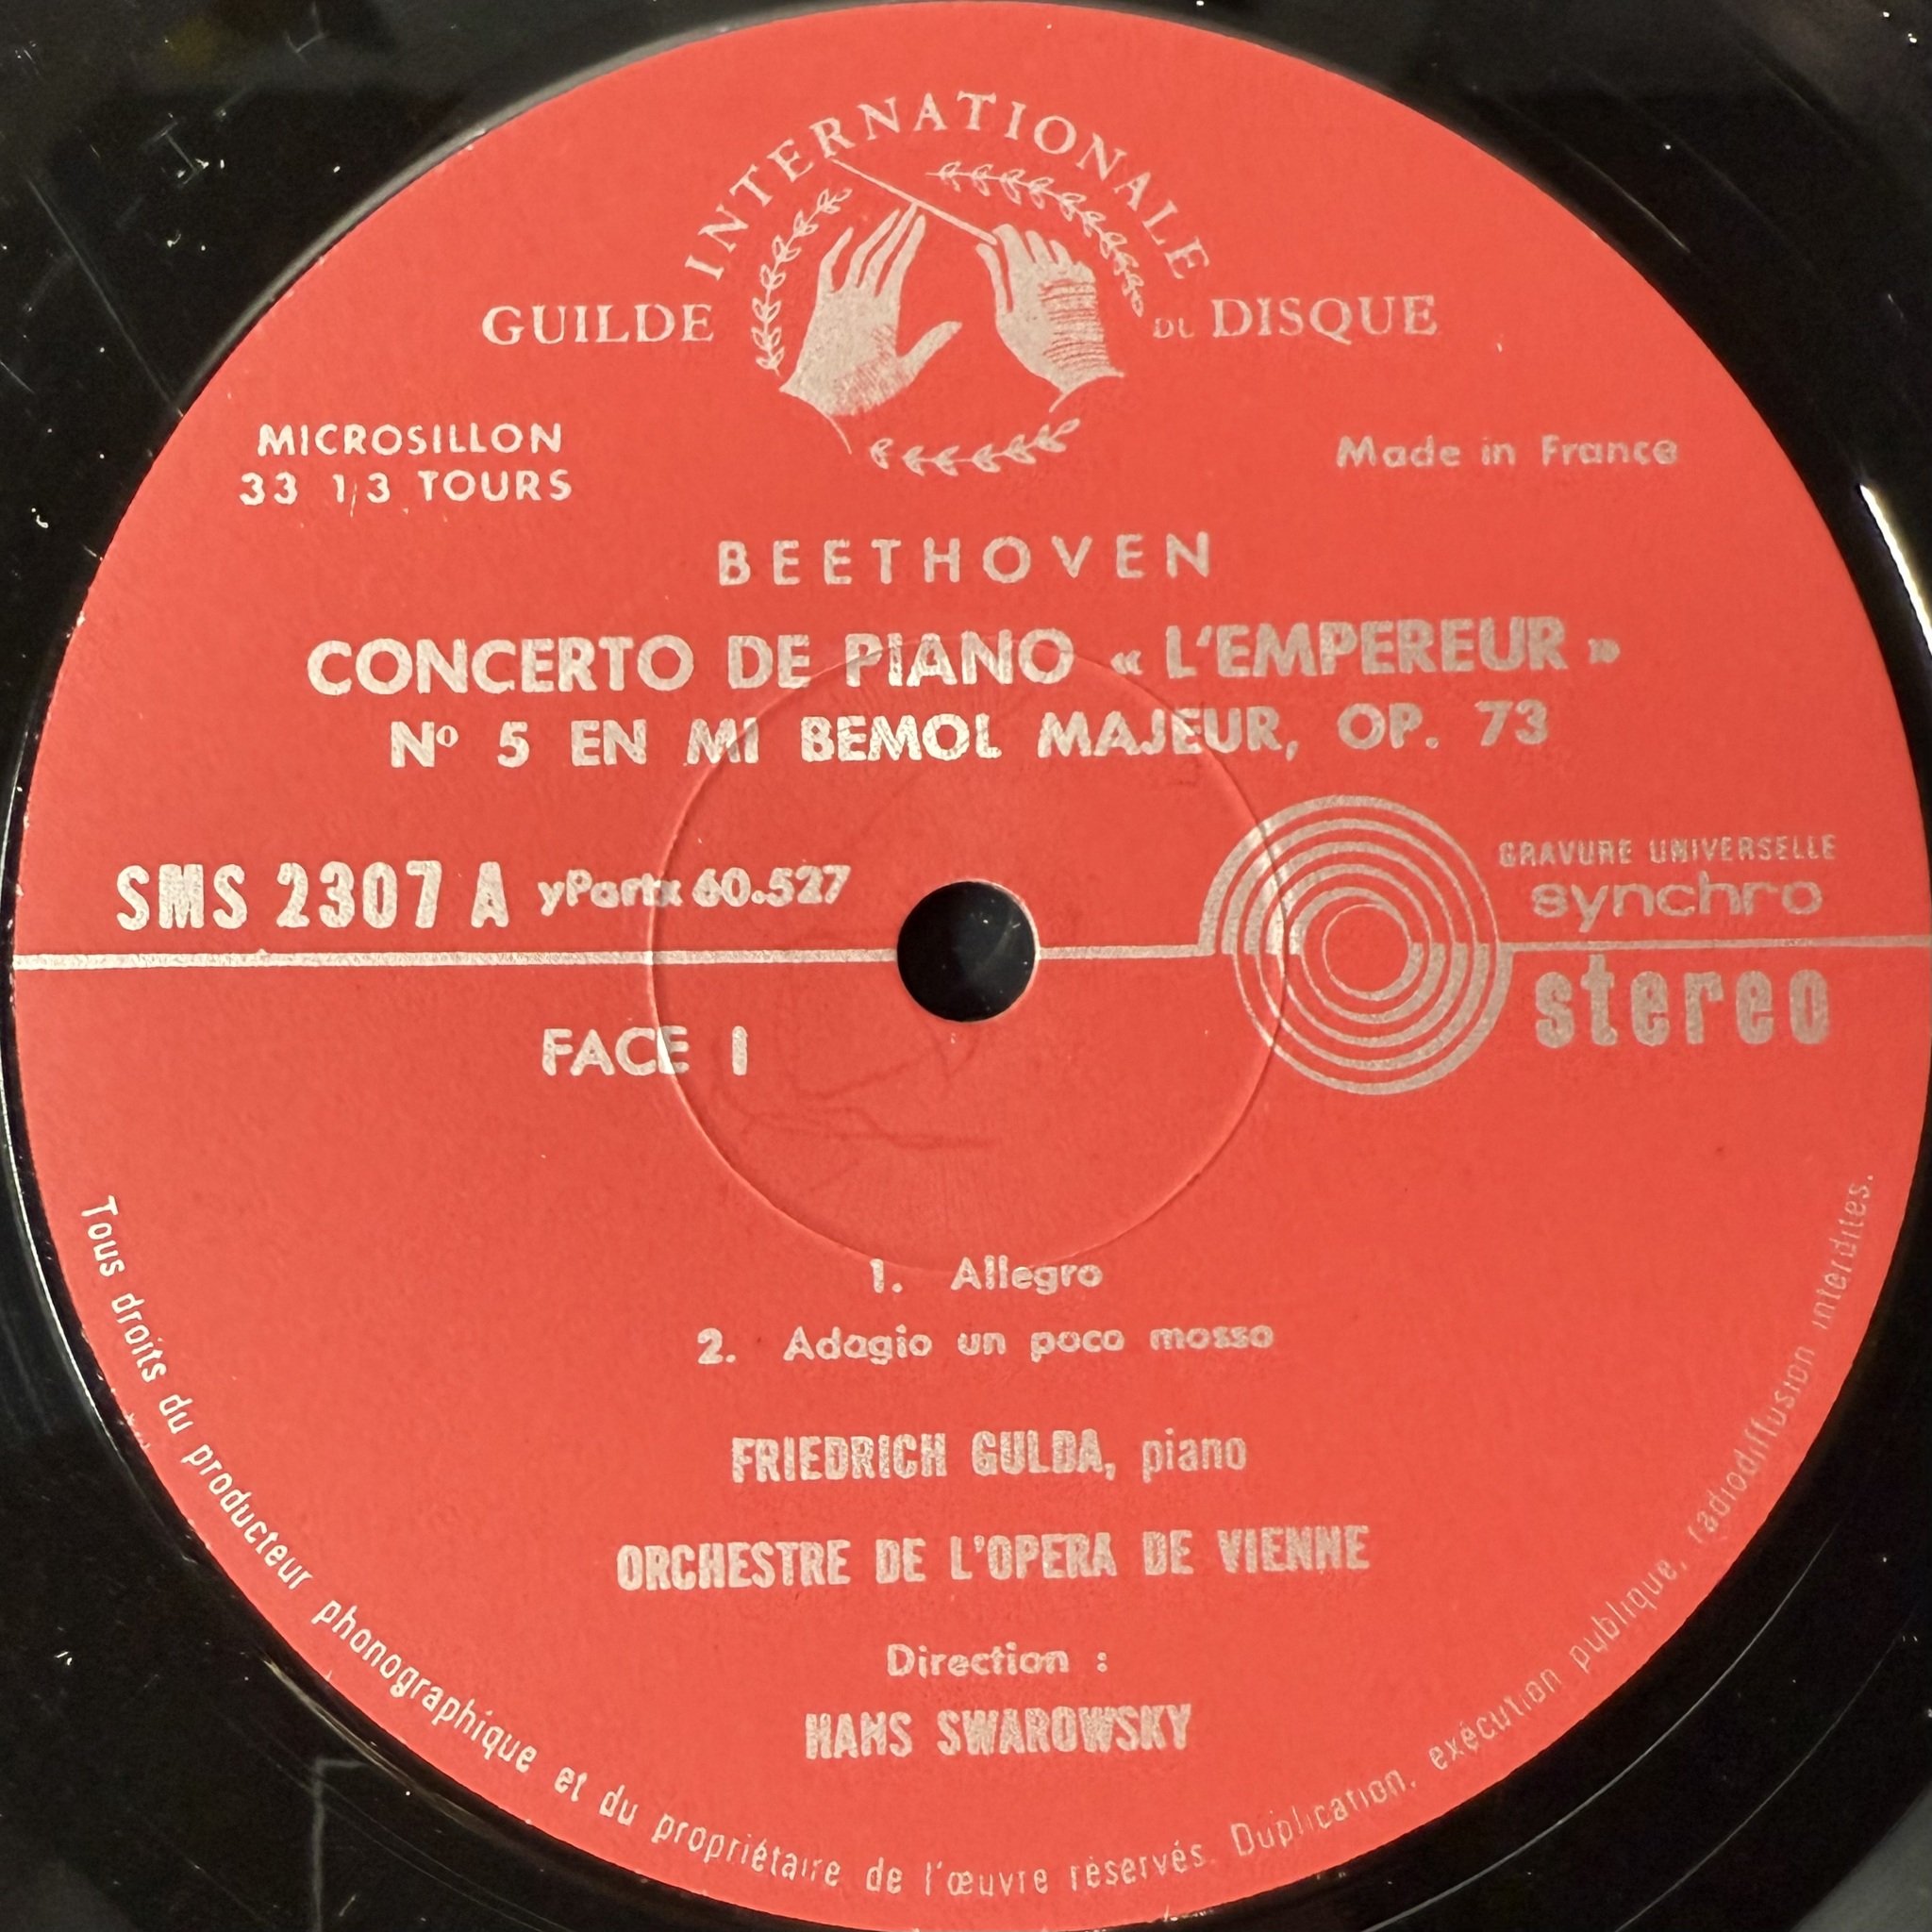 INTERNATIONALE
GUILDE DU DISQUE
MICROSILLON
33 1/3 TOURS
Made in France
BEETHOVEN
CONCERTO DE PIANO « L'EMPEREUR »
Nº 5 EN MI BEMOL MAJEUR, OP. 73
SMS 2307 A yPartx 60.527
GRAVURE UNIVERSELLE
synchro
stereo
FACE I
1. Allegro
2. Adagio un poco mosso
FRIEDRICH GULDA, piano
ORCHESTRE DE L'OPERA DE VIENNE
Direction :
HANS SWAROWSKY
Tous droits du producteur phonographique et du propriétaire de l'œuvre réservés. Duplication, exécution publique, radiodiffusion interdites.